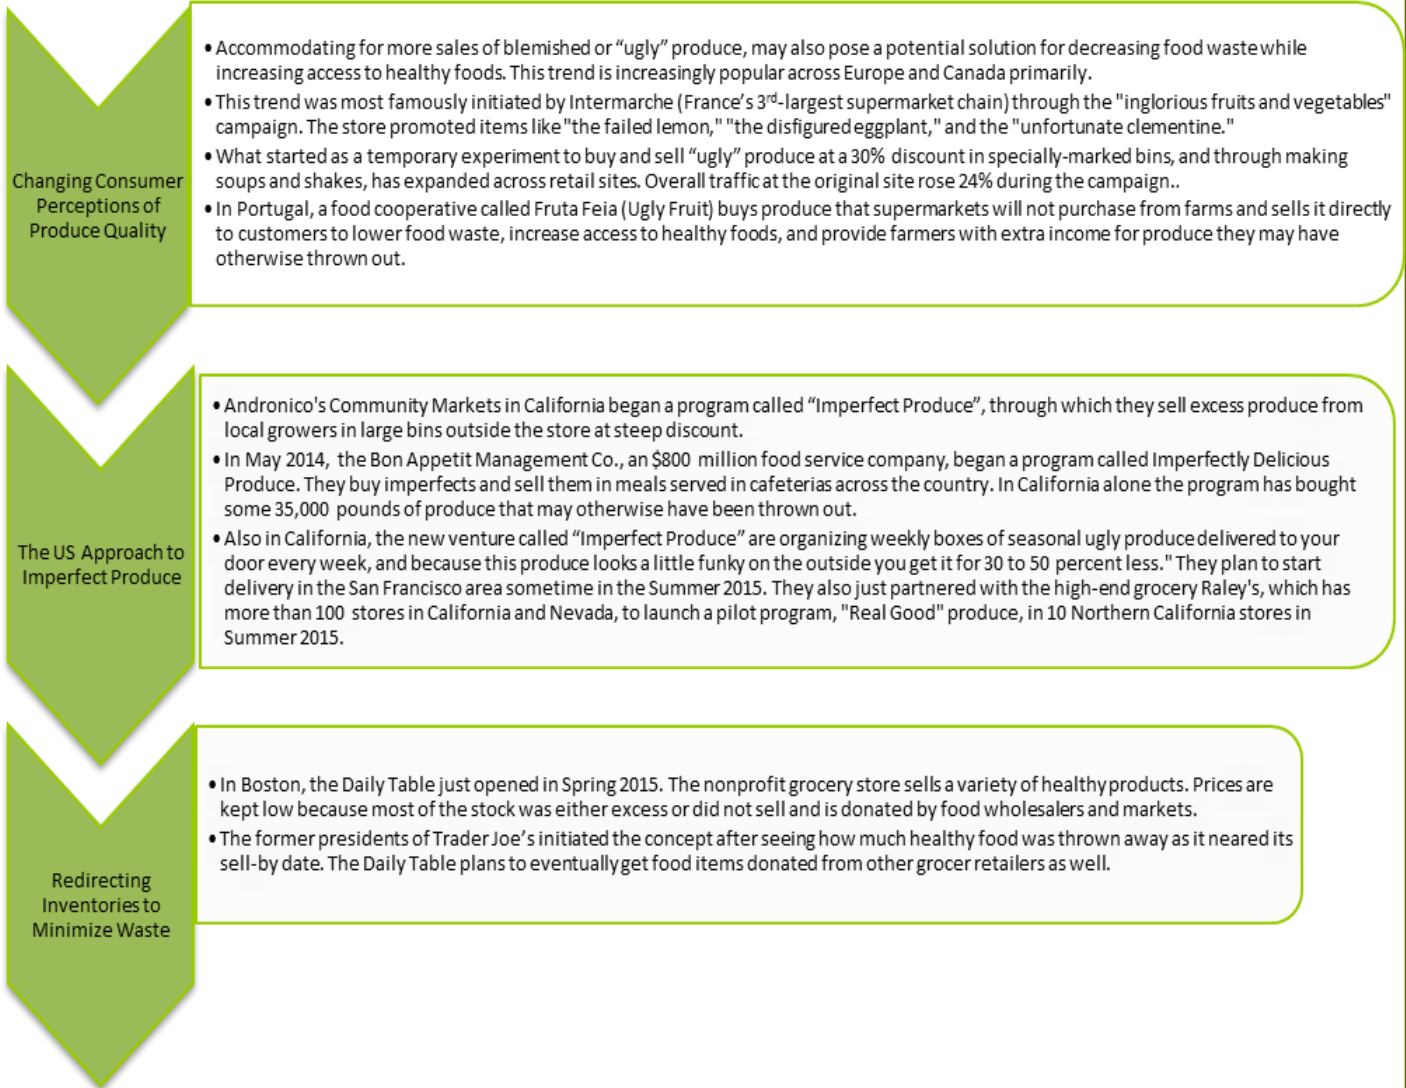 Changing Consumer
Perceptions of
Produce Quality
• Accommodating for more sales of blemished or “ugly” produce, may also pose a potential solution for decreasing food waste while
increasing access to healthy foods. This trend is increasingly popular across Europe and Canada primarily.
• This trend was most famously initiated by Intermarche (France’s 3rd-largest supermarket chain) through the "inglorious fruits and vegetables"
campaign. The store promoted items like "the failed lemon," "the disfigured eggplant," and the "unfortunate clementine."
• What started as a temporary experiment to buy and sell “ugly” produce at a 30% discount in specially-marked bins, and through making
soups and shakes, has expanded across retail sites. Overall traffic at the original site rose 24% during the campaign..
• In Portugal, a food cooperative called Fruta Feia (Ugly Fruit) buys produce that supermarkets will not purchase from farms and sells it directly
to customers to lower food waste, increase access to healthy foods, and provide farmers with extra income for produce they may have
otherwise thrown out.
The US Approach to
Imperfect Produce
• Andronico's Community Markets in California began a program called “Imperfect Produce”, through which they sell excess produce from
local growers in large bins outside the store at steep discount.
• In May 2014, the Bon Appetit Management Co., an $800 million food service company, began a program called Imperfectly Delicious
Produce. They buy imperfects and sell them in meals served in cafeterias across the country. In California alone the program has bought
some 35,000 pounds of produce that may otherwise have been thrown out.
• Also in California, the new venture called “Imperfect Produce” are organizing weekly boxes of seasonal ugly produce delivered to your
door every week, and because this produce looks a little funky on the outside you get it for 30 to 50 percent less." They plan to start
delivery in the San Francisco area sometime in the Summer 2015. They also just partnered with the high-end grocery Raley's, which has
more than 100 stores in California and Nevada, to launch a pilot program, "Real Good" produce, in 10 Northern California stores in
Summer 2015.
Redirecting
Inventories to
Minimize Waste
• In Boston, the Daily Table just opened in Spring 2015. The nonprofit grocery store sells a variety of healthy products. Prices are
kept low because most of the stock was either excess or did not sell and is donated by food wholesalers and markets.
• The former presidents of Trader Joe’s initiated the concept after seeing how much healthy food was thrown away as it neared its
sell-by date. The Daily Table plans to eventually get food items donated from other grocer retailers as well.